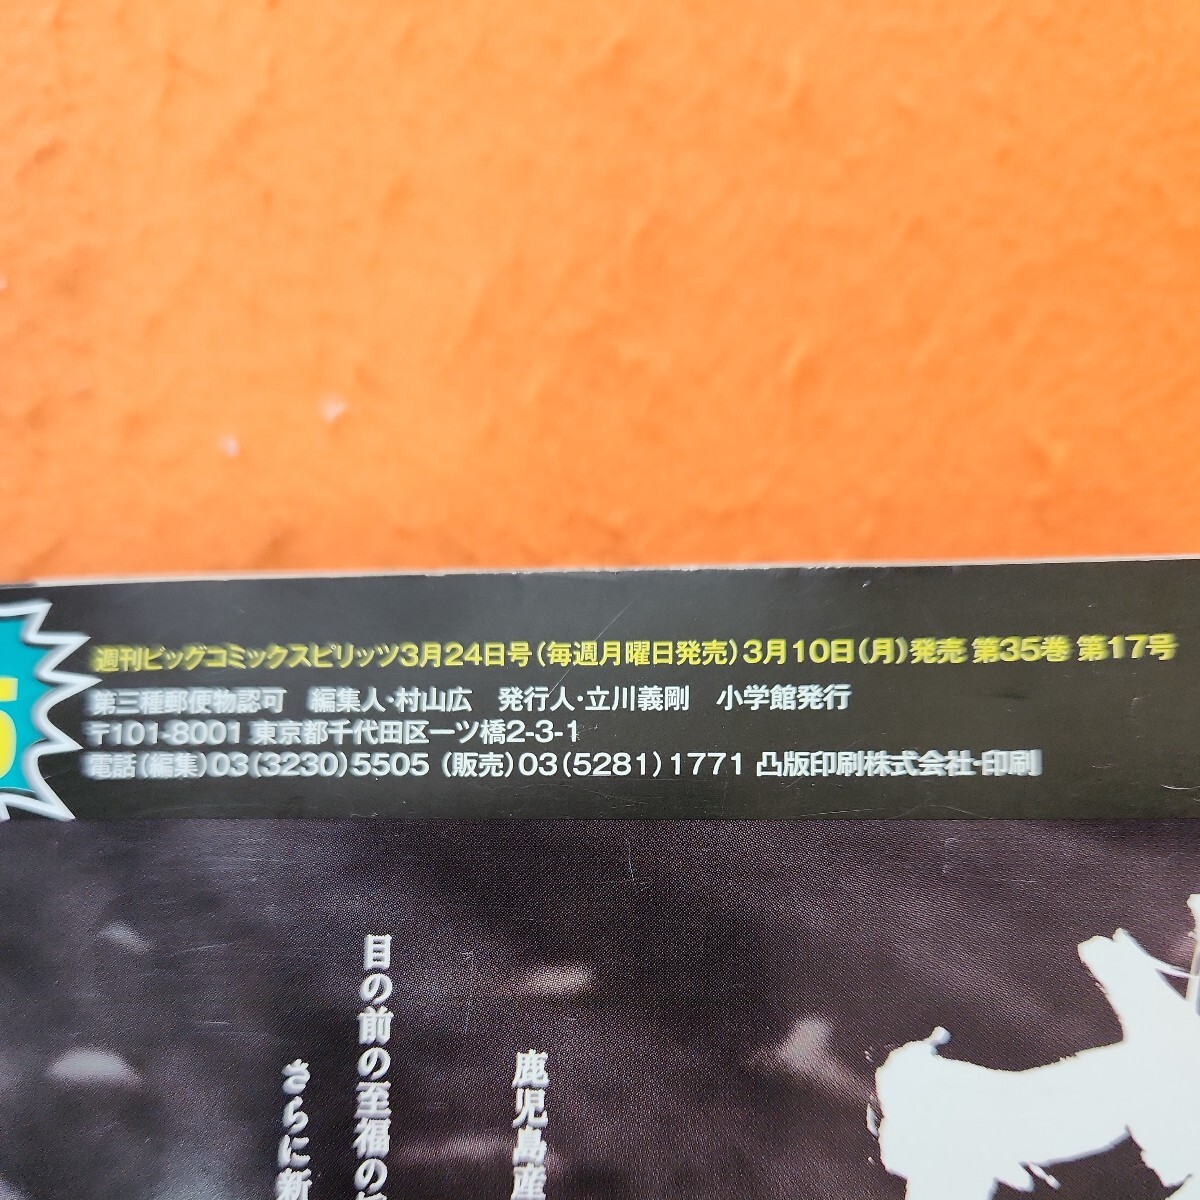 週刊ビッグコミックスピリッツ3月24日号(毎週月曜日発売)3月10日(月)発売 第35巻 第17号
第三種郵便物認可 編集人・村山広 発行人・立川義剛 小学館発行
〒101-8001 東京都千代田区一ツ橋2-3-1
電話(編集)03(3230)5505 (販売)03(5281)1771 凸版印刷株式会社・印刷
鹿児島産
目の前の至福の
さらに新